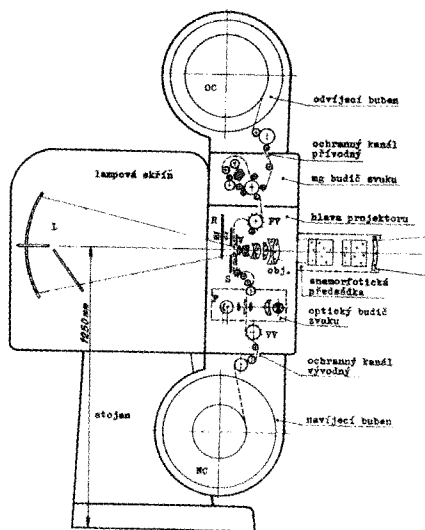 OC
odvíjecí buben
ochranný kanál
přívodný
lampová skříň
mg budič zvuku
PV
hlava projektoru
L
R
obj.
anamorfotická
předsádka
S
optický budič
zvuku
VV
ochranný kanál
vývodný
1250mm
stojan
navíjecí buben
NC